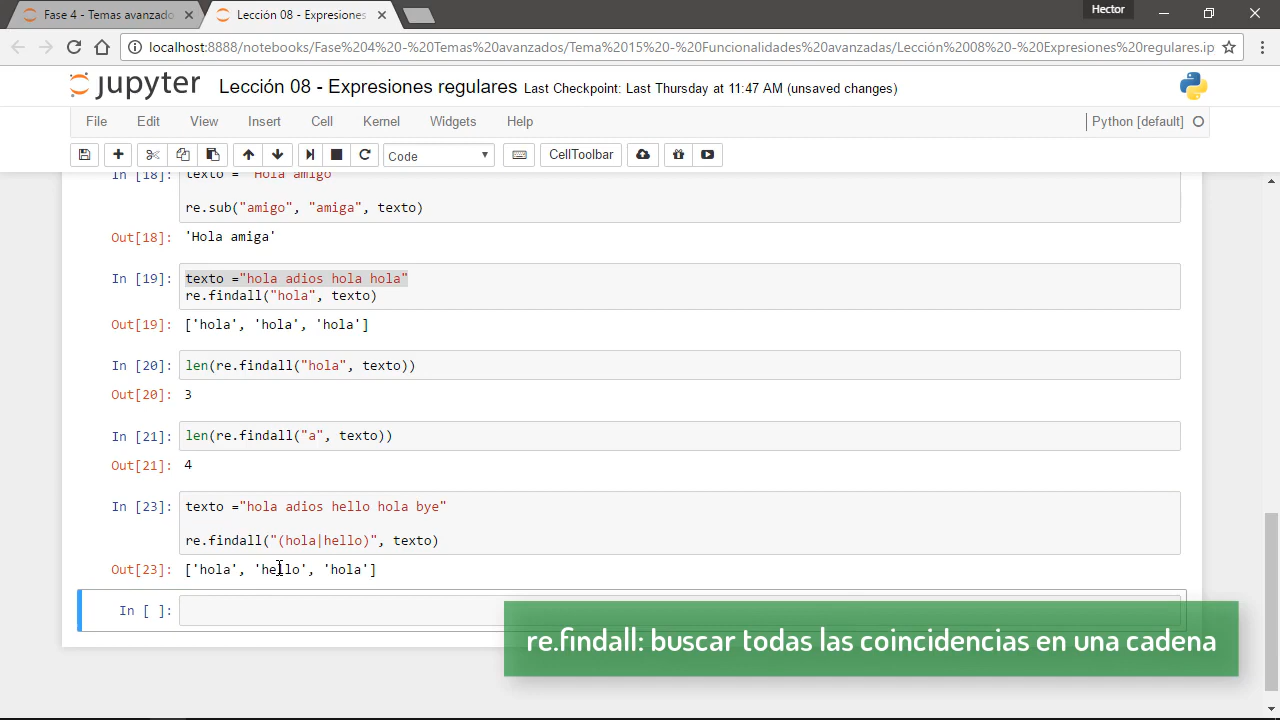 Fase 4 - Temas avanzado
Lección 08 - Expresiones
Hector
localhost:8888/notebooks/Fase%204%20-%20Temas%20avanzados/Tema%2015%20-%20Funcionalidades%20avanzadas/Lección%2008%20-%20Expresiones%20regulares.ip
jupyter Lección 08 - Expresiones regulares Last Checkpoint: Last Thursday at 11:47 AM (unsaved changes)
File Edit View Insert Cell Kernel Widgets Help Python [default]
Code CellToolbar
In [18]: texto = "Hola amigo"
re.sub("amigo", "amiga", texto)
Out[18]: 'Hola amiga'
In [19]: texto ="hola adios hola hola"
re.findall("hola", texto)
Out[19]: ['hola', 'hola', 'hola']
In [20]: len(re.findall("hola", texto))
Out[20]: 3
In [21]: len(re.findall("a", texto))
Out[21]: 4
In [23]: texto ="hola adios hello hola bye"
re.findall("(hola|hello)", texto)
Out[23]: ['hola', 'hello', 'hola']
In [ ]:
re.findall: buscar todas las coincidencias en una cadena